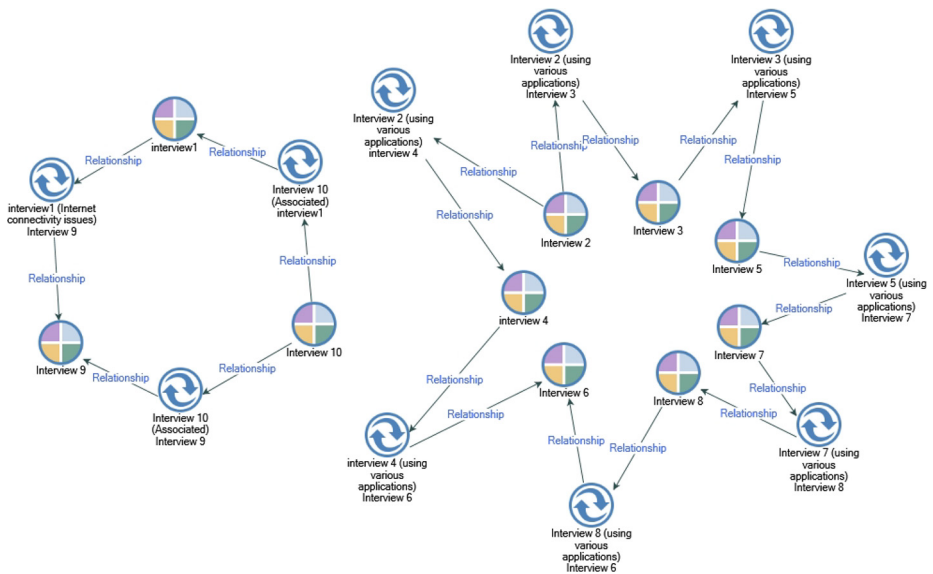 Interview 2 (using
various
applications)
Interview 3
Interview 3 (using
various
applications)
Interview 5
Interview 2 (using
various
applications)
interview 4
interview1
Relationship
Relationship
Interview 10
(Associated)
interview1
interview1 (Internet
connectivity issues)
Interview 9
Relationship
Relationship
Relationship
Relationship
Relationship
Interview 2
Interview 3
Relationship
Relationship
Interview 5
Relationship
Interview 5 (using
various
applications)
Interview 7
Relationship
Relationship
interview 4
Relationship
Interview 10
Interview 7
Interview 9
Relationship
Relationship
Interview 10
(Associated)
Interview 9
Relationship
Interview 6
Interview 8
Relationship
Relationship
Relationship
Relationship
Relationship
interview 4 (using
various
applications)
Interview 6
Interview 7 (using
various
applications)
Interview 8
Interview 8 (using
various
applications)
Interview 6